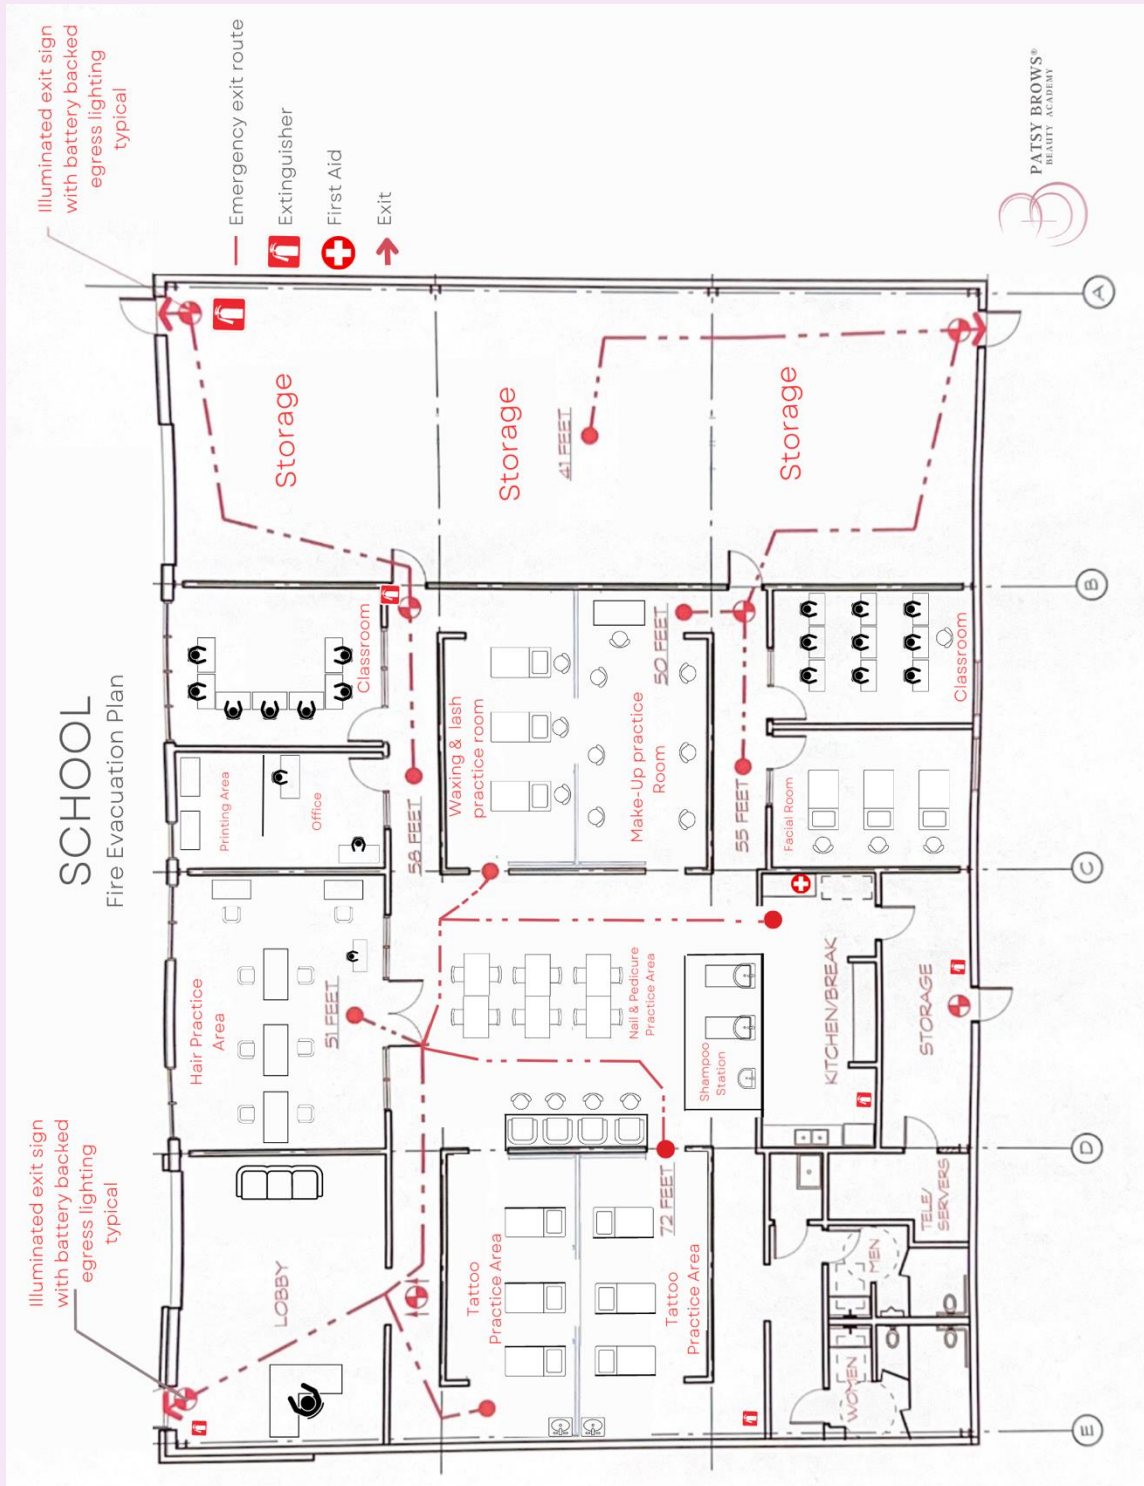 SCHOOL
Fire Evacuation Plan
Illuminated exit sign
with battery backed
egress lighting
typical
Illuminated exit sign
with battery backed
egress lighting
typical
Emergency exit route
Extinguisher
First Aid
Exit
PATSY BROWS®
BEAUTY ACADEMY
LOBBY
Hair Practice
Area
51 FEET
Printing Area
Office
Classroom
58 FEET
Storage
Storage
Storage
41 FEET
Tattoo
Practice Area
Tattoo
Practice Area
72 FEET
Nail & Pedicure
Practice Area
Shampoo
Station
Waxing & lash
practice room
Make-Up practice
Room
50 FEET
55 FEET
WOMEN
MEN
TELE/
SERVERS
KITCHEN/BREAK
STORAGE
Facial Room
Classroom
E
D
C
B
A